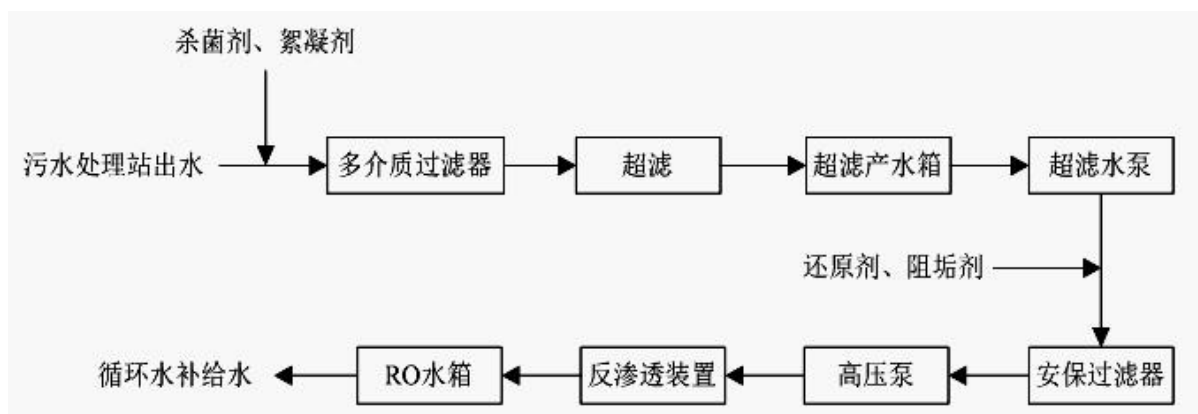 杀菌剂、絮凝剂
污水处理站出水
多介质过滤器
超滤
超滤产水箱
超滤水泵
还原剂、阻垢剂
循环水补给水
RO水箱
反渗透装置
高压泵
安保过滤器